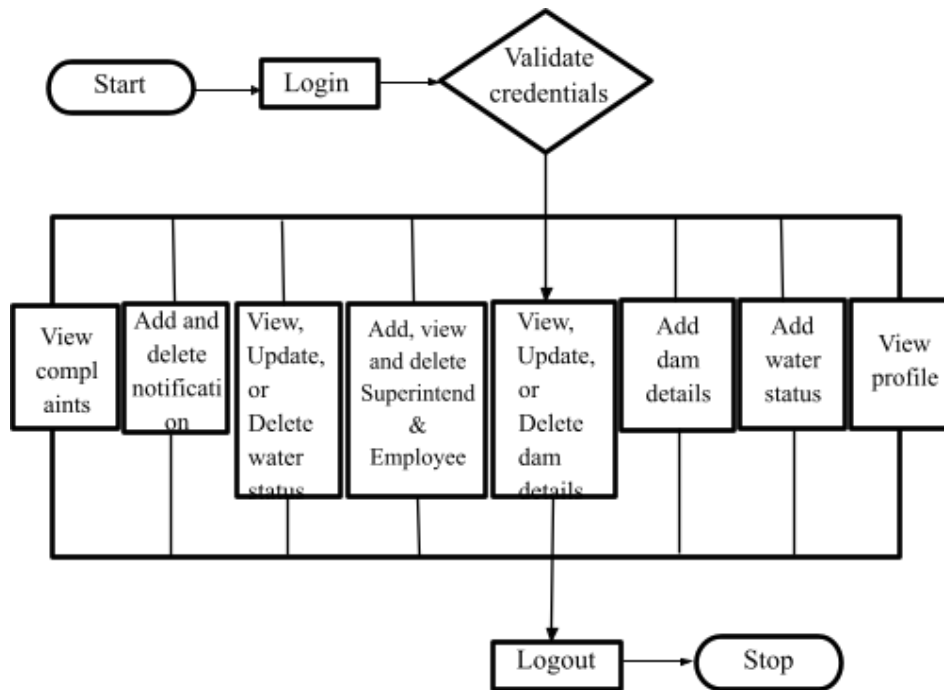 Start
Login
Validate
credentials
View
compl
aints
Add and
delete
notificati
on
View,
Update,
or
Delete
water
status
Add, view
and delete
Superintend
&
Employee
View,
Update,
or
Delete
dam
details
Add
dam
details
Add
water
status
View
profile
Logout
Stop